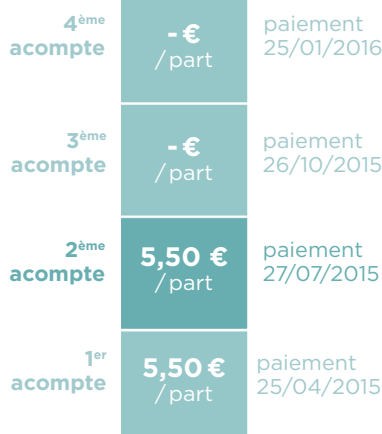 4ème acompte
- €
/ part
paiement
25/01/2016
3ème acompte
- €
/ part
paiement
26/10/2015
2ème acompte
5,50 €
/ part
paiement
27/07/2015
1er acompte
5,50 €
/ part
paiement
25/04/2015